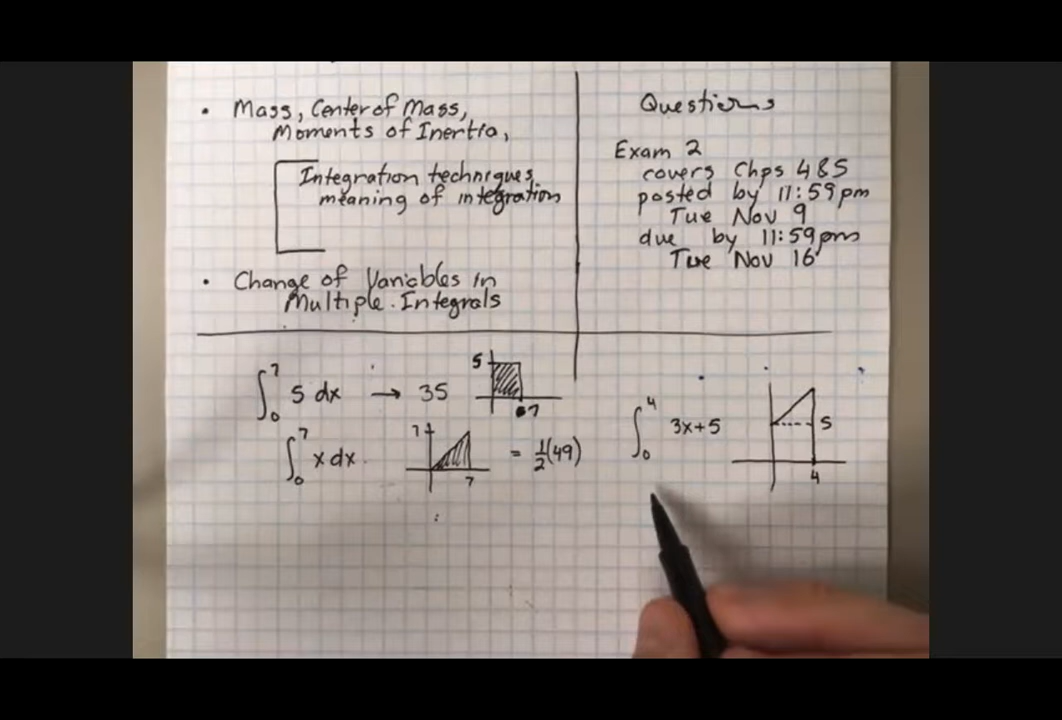 • Mass, Center of Mass,
Moments of Inertia,
Integration techniques,
meaning of integration
• Change of Variables in
Multiple Integrals
Questions
Exam 2
covers Chps 4&5
posted by 11:59pm
Tue Nov 9
due by 11:59pm
Tue Nov 16
∫₀⁷ 5 dx → 35
5
7
∫₀⁷ x dx
7
7
= ½(49)
∫₀⁴ 3x+5
5
4